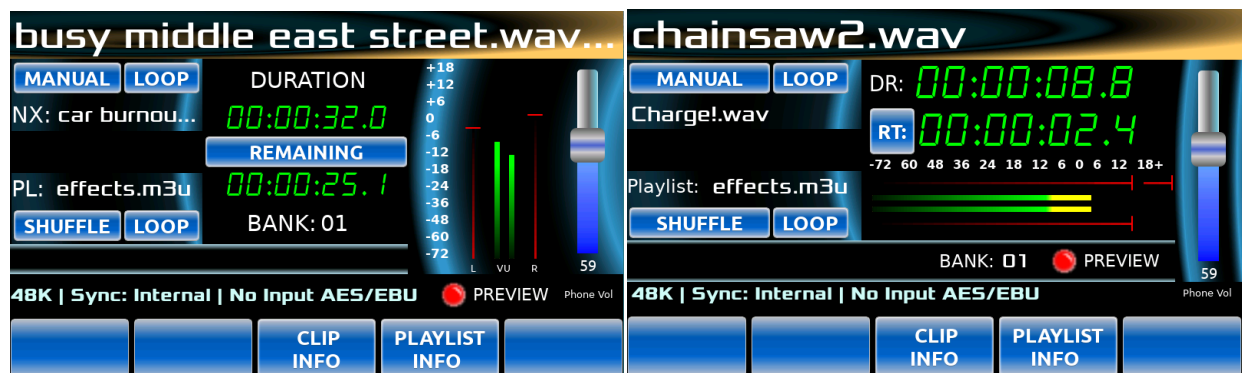 busy middle east street.wav...
MANUAL LOOP
DURATION
NX: car burnou...
00:00:32.0
REMAINING
PL: effects.m3u
00:00:25.1
SHUFFLE LOOP
BANK: 01
+18
+12
+6
0
-6
-12
-18
-24
-36
-48
-60
-72
L VU R
59
48K | Sync: Internal | No Input AES/EBU
PREVIEW
Phone Vol
CLIP INFO
PLAYLIST INFO
chainsaw2.wav
MANUAL LOOP
DR: 00:00:08.8
Charge!.wav
RT: 00:00:02.4
-72 60 48 36 24 18 12 6 0 6 12 18+
Playlist: effects.m3u
SHUFFLE LOOP
BANK: 01
PREVIEW
59
48K | Sync: Internal | No Input AES/EBU
Phone Vol
CLIP INFO
PLAYLIST INFO